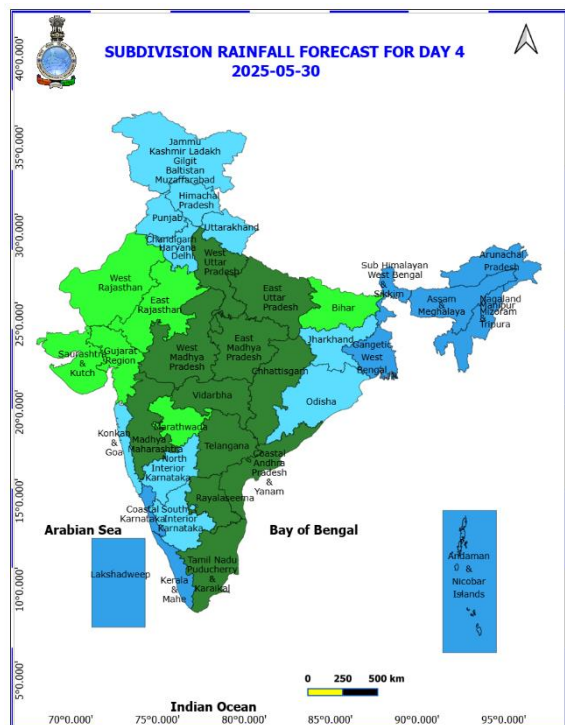 SUBDIVISION RAINFALL FORECAST FOR DAY 4
2025-05-30
40°0.000'
35°0.000'
30°0.000'
25°0.000'
20°0.000'
15°0.000'
10°0.000'
5°0.000'
Jammu
Kashmir Ladakh
Gilgit
Baltistan
Muzaffarabad
Himachal
Pradesh
Punjab
Uttarakhand
Chandigarh
Haryana
Delhi
West
Uttar
Pradesh
West
Rajasthan
East
Rajasthan
East
Uttar
Pradesh
Bihar
Sub Himalayan
West Bengal
&
Sikkim
Arunachal
Pradesh
Assam
&
Meghalaya
Nagaland
Manipur
Mizoram
&
Tripura
Saurashtra
&
Kutch
Gujarat
Region
West
Madhya
Pradesh
East
Madhya
Pradesh
Jharkhand
Gangetic
West
Bengal
Chhattisgarh
Odisha
Vidarbha
Konkan
&
Goa
Madhya
Maharashtra
Marathwada
Telangana
North
Interior
Karnataka
Coastal
Andhra
Pradesh
&
Yanam
Rayalaseema
Coastal
Karnataka
South
Interior
Karnataka
Arabian Sea
Bay of Bengal
Lakshadweep
Kerala
&
Mahe
Tamil Nadu
Puducherry
&
Karaikal
Andaman
&
Nicobar
Islands
0 250 500 km
Indian Ocean
70°0.000' 75°0.000' 80°0.000' 85°0.000' 90°0.000' 95°0.000'